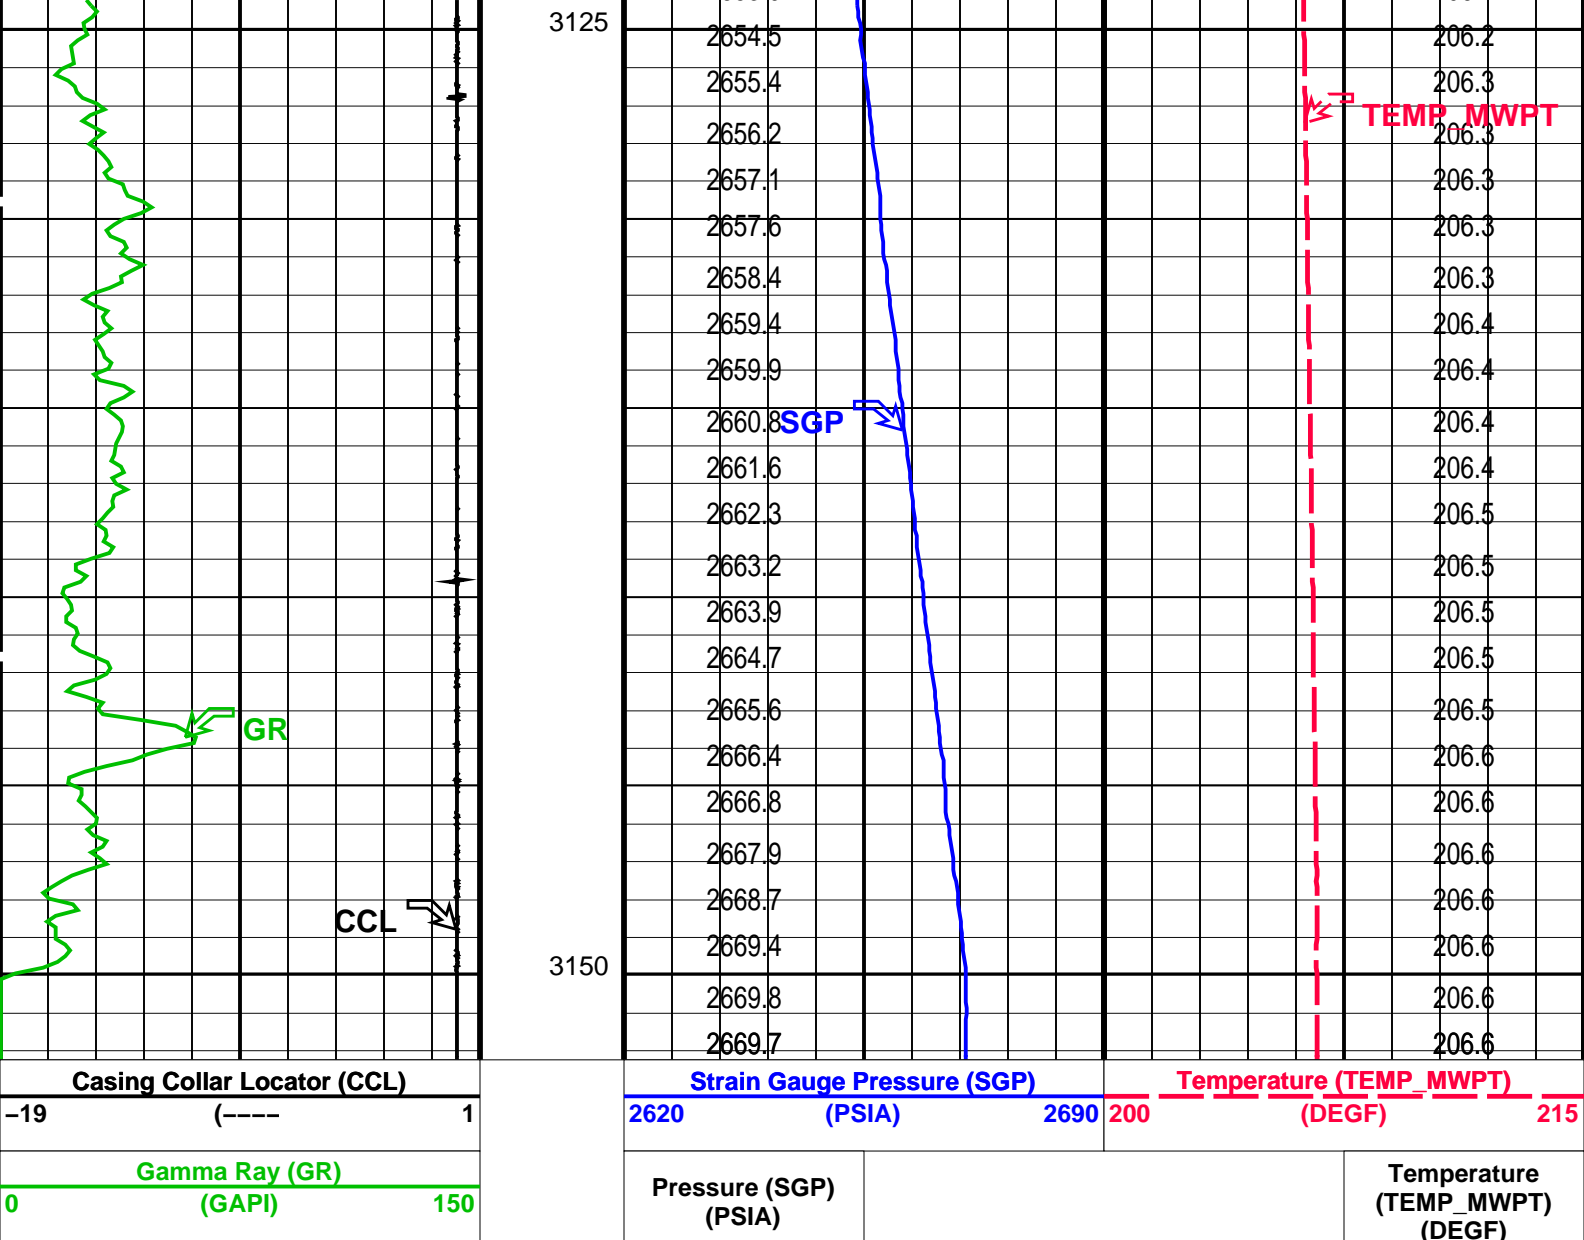 3125
2654.5 206.2
2655.4 206.3
TEMP_MWPT
2656.2 206.3
2657.1 206.3
2657.6 206.3
2658.4 206.3
2659.4 206.4
2659.9 206.4
2660.8 206.4
SGP
2661.6 206.4
2662.3 206.5
2663.2 206.5
2663.9 206.5
2664.7 206.5
2665.6 206.5
GR
2666.4 206.6
2666.8 206.6
2667.9 206.6
2668.7 206.6
CCL
2669.4 206.6
3150
2669.8 206.6
2669.7 206.6
Casing Collar Locator (CCL)
−19 (−−−− 1
Gamma Ray (GR)
0 (GAPI) 150
Strain Gauge Pressure (SGP)
2620 (PSIA) 2690
Temperature (TEMP_MWPT)
200 (DEGF) 215
Pressure (SGP)
(PSIA)
Temperature
(TEMP_MWPT)
(DEGF)